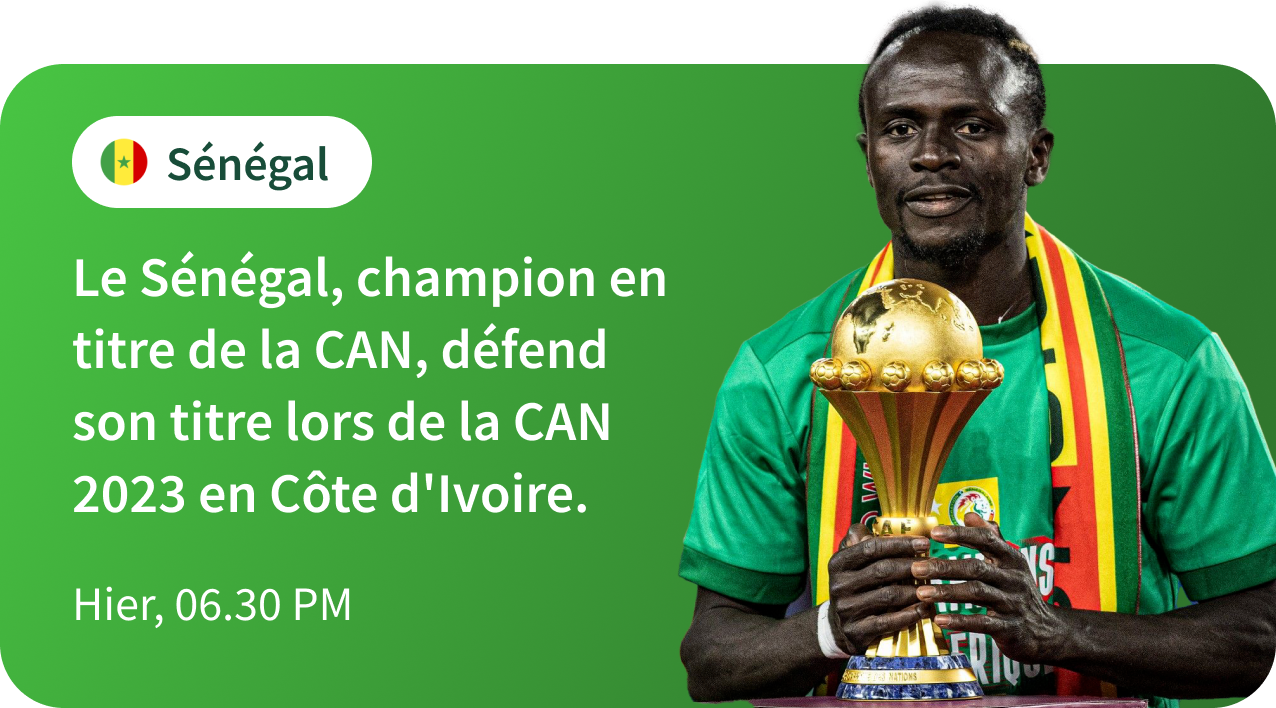 Sénégal
Le Sénégal, champion en
titre de la CAN, défend
son titre lors de la CAN
2023 en Côte d'Ivoire.
Hier, 06.30 PM